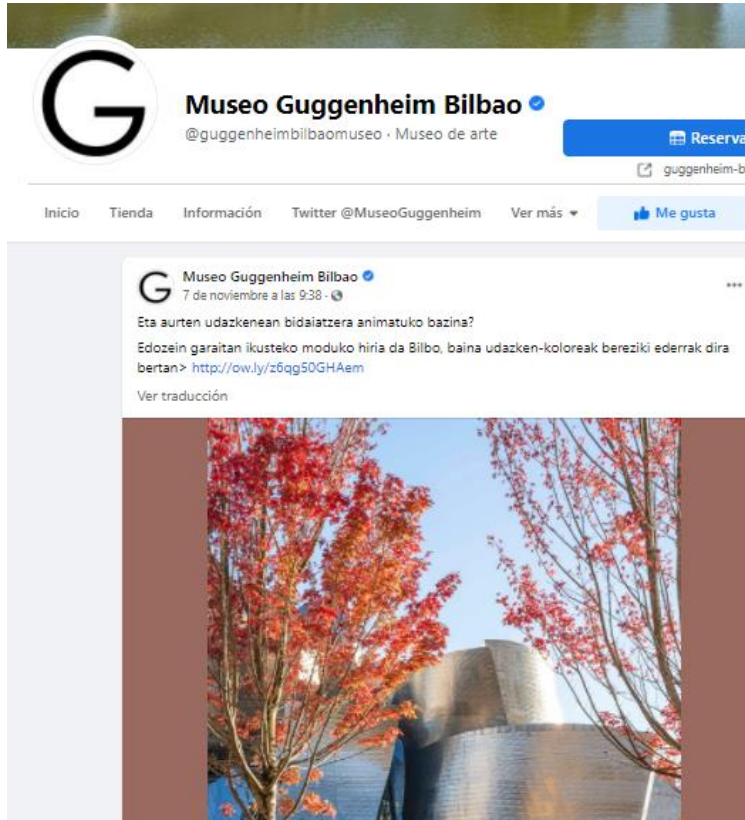 G
Museo Guggenheim Bilbao
@guggenheimbilbaomuseo · Museo de arte
Reserva
guggenheim-b
Inicio Tienda Información Twitter @MuseoGuggenheim Ver más Me gusta
G Museo Guggenheim Bilbao
7 de noviembre a las 9:38 ·
Eta aurten udazkenean bidaiatzera animatuko bazina?
Edozein garaitan ikusteko moduko hiria da Bilbo, baina udazken-koloreak bereziki ederrak dira
bertan> http://ow.ly/z6qg50GHAem
Ver traducción